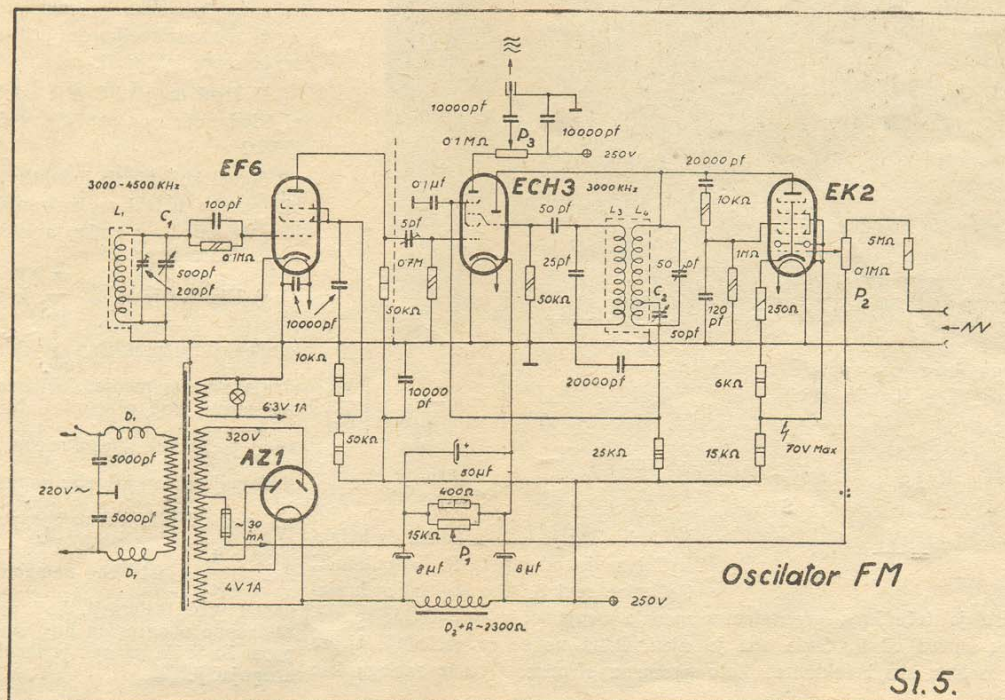 10000pf
10000pf
P3
0.1MΩ
250V
EF6
ECH3
EK2
3000-4500 KHz
3000KHz
0.1µf
20000pf
L1
C1
100pf
0.1MΩ
500pf
200pf
5pf
0.7M
50pf
L3
L4
10KΩ
25pf
50pf
C2
50pf
1MΩ
5MΩ
0.1MΩ
P2
120pf
250Ω
10000pf
50KΩ
50KΩ
10KΩ
10000pf
20000pf
6KΩ
6.3V 1A
320V
AZ1
50KΩ
25KΩ
15KΩ
70V Max
D1
5000pf
220V~
5000pf
D1
~30mA
4V 1A
+
50µf
400Ω
15KΩ
P1
8µf
8µf
D2+R~2300Ω
250V
Oscilator FM
Sl. 5.